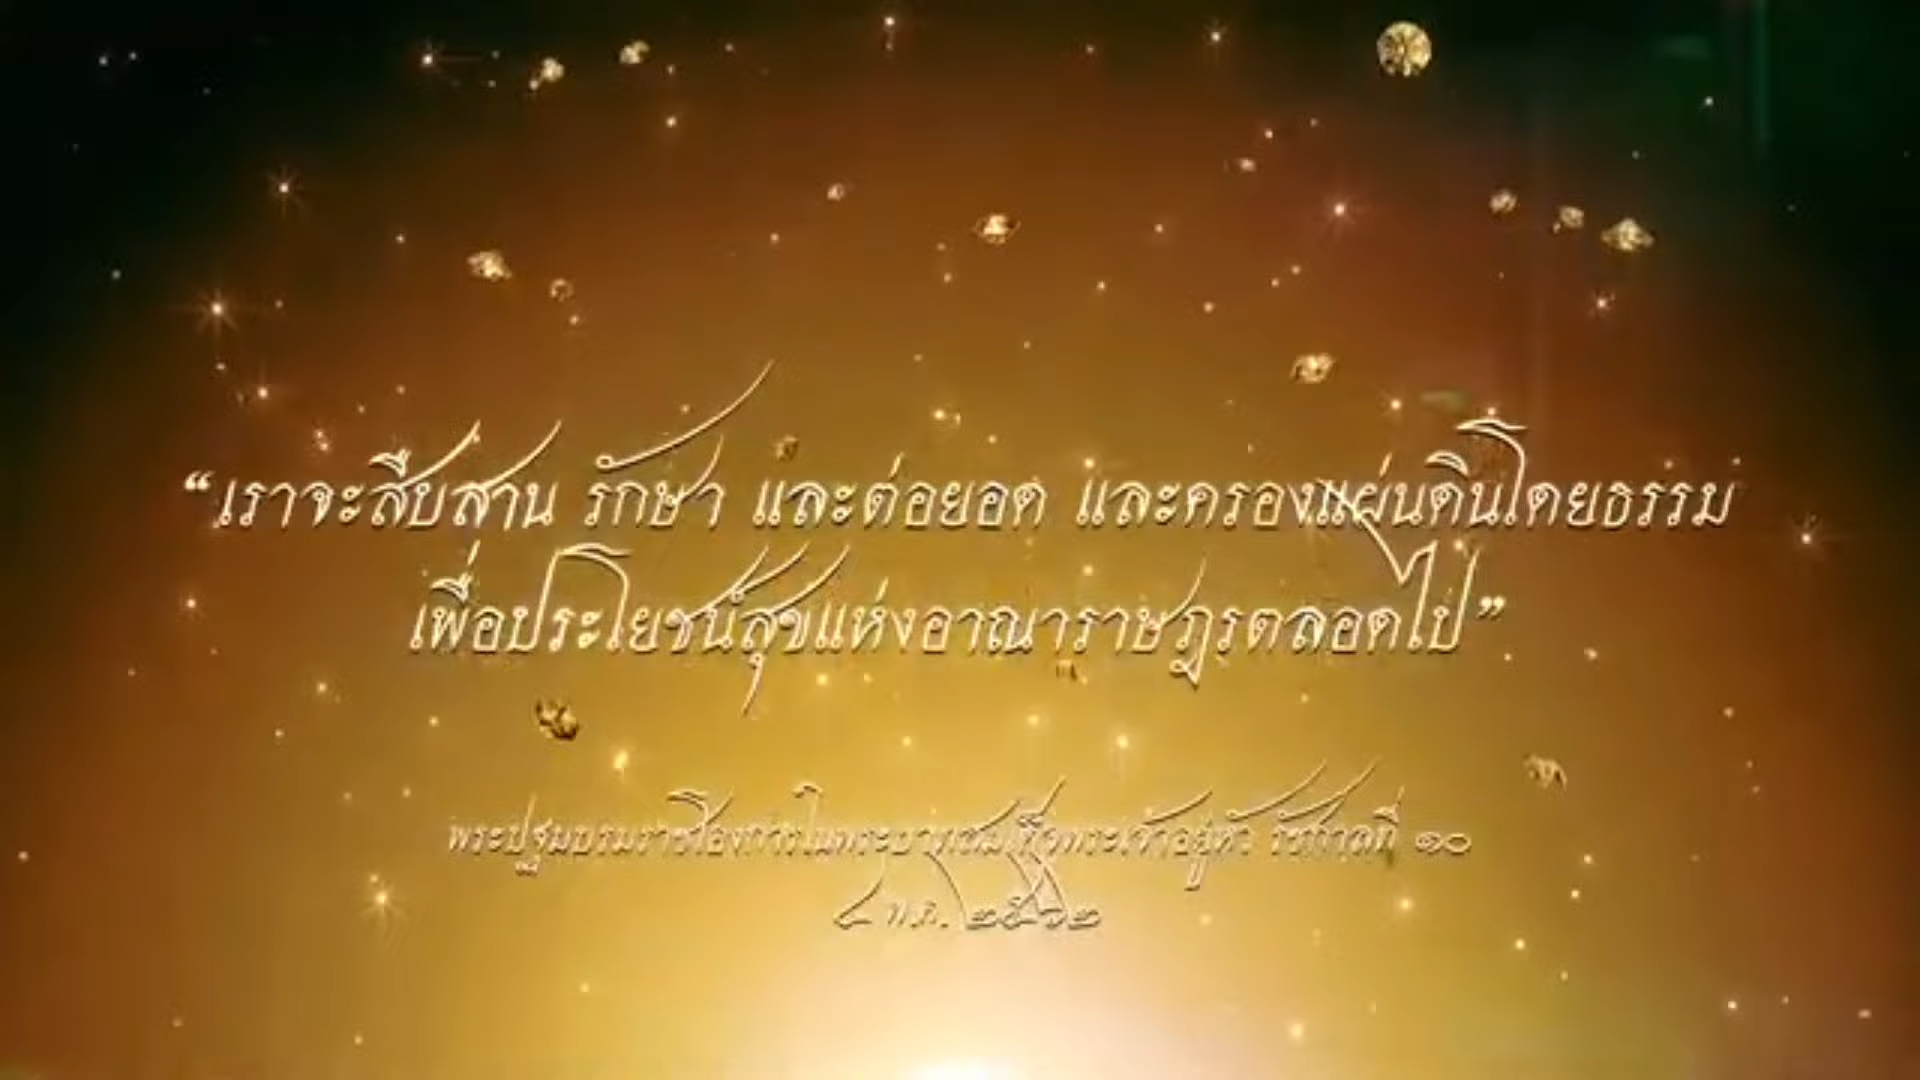 “เราจะสืบสาน รักษา และต่อยอด และครองแผ่นดินโดยธรรม
เพื่อประโยชน์สุขแห่งอาณาราษฎรตลอดไป”
พระปฐมบรมราชโองการในพระบาทสมเด็จพระเจ้าอยู่หัว รัชกาลที่ ๑๐
๔ พ.ค. ๒๕๖๒